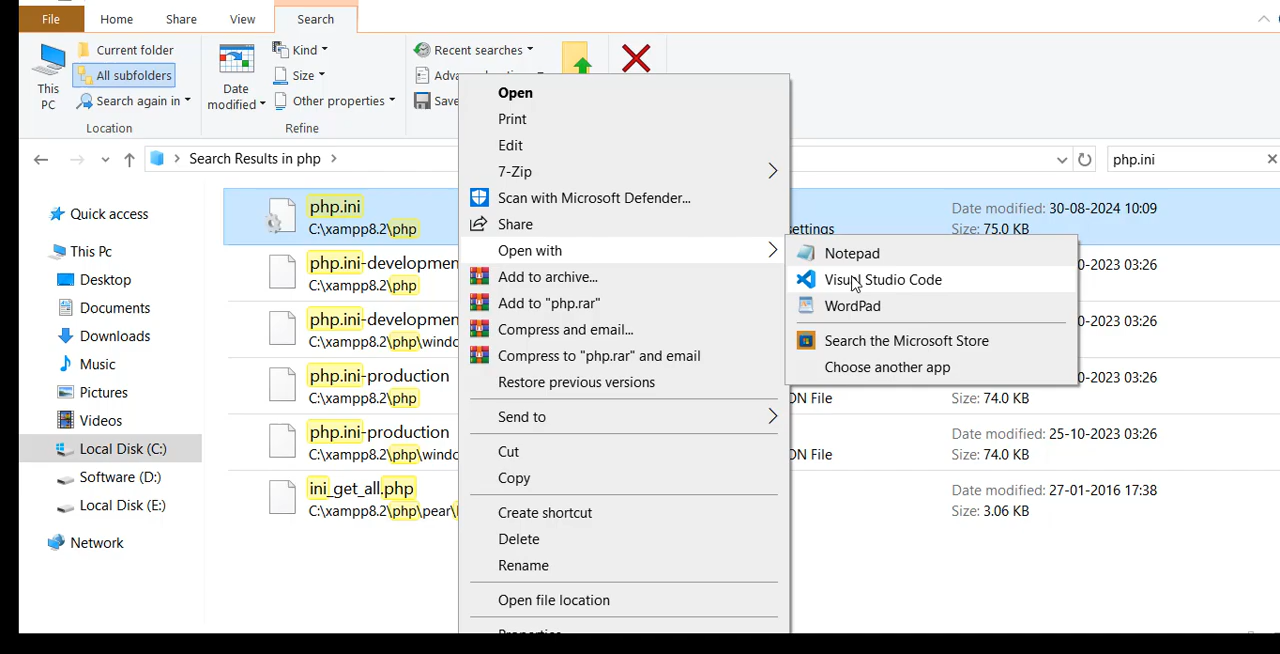 File
Home
Share
View
Search
This PC
Current folder
All subfolders
Search again in
Location
Date modified
Kind
Size
Other properties
Refine
Recent searches
Save
Search Results in php
php.ini
Quick access
This Pc
Desktop
Documents
Downloads
Music
Pictures
Videos
Local Disk (C:)
Software (D:)
Local Disk (E:)
Network
php.ini
C:\xampp8.2\php
ettings
Date modified: 30-08-2024 10:09
Size: 75.0 KB
php.ini-developmen
C:\xampp8.2\php
0-2023 03:26
php.ini-developmen
C:\xampp8.2\php\windo
0-2023 03:26
php.ini-production
C:\xampp8.2\php
ON File
0-2023 03:26
Size: 74.0 KB
php.ini-production
C:\xampp8.2\php\windo
ON File
Date modified: 25-10-2023 03:26
Size: 74.0 KB
ini_get_all.php
C:\xampp8.2\php\pear\
Date modified: 27-01-2016 17:38
Size: 3.06 KB
Open
Print
Edit
7-Zip
Scan with Microsoft Defender...
Share
Open with
Add to archive...
Add to "php.rar"
Compress and email...
Compress to "php.rar" and email
Restore previous versions
Send to
Cut
Copy
Create shortcut
Delete
Rename
Open file location
Properties
Notepad
Visual Studio Code
WordPad
Search the Microsoft Store
Choose another app